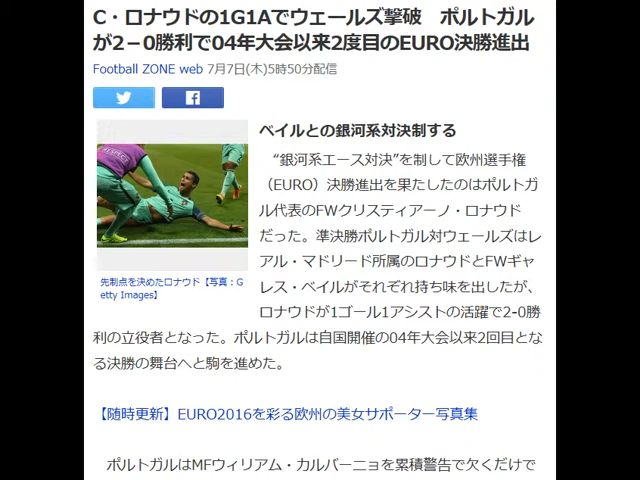 C・ロナウドの1G1Aでウェールズ撃破　ポルトガル
が2－0勝利で04年大会以来2度目のEURO決勝進出
Football ZONE web 7月7日(木)5時50分配信
ベイルとの銀河系対決制する
“銀河系エース対決”を制して欧州選手権
（EURO）決勝進出を果たしたのはポルトガ
ル代表のFWクリスティアーノ・ロナウド
だった。準決勝ポルトガル対ウェールズはレ
アル・マドリード所属のロナウドとFWギャ
レス・ベイルがそれぞれ持ち味を出したが、
ロナウドが1ゴール1アシストの活躍で2-0勝
利の立役者となった。ポルトガルは自国開催の04年大会以来2回目とな
る決勝の舞台へと駒を進めた。
RESPECT
先制点を決めたロナウド【写真：G
etty Images】
【随時更新】EURO2016を彩る欧州の美女サポーター写真集
ポルトガルはMFウィリアム・カルバーニョを累積警告で欠くだけで